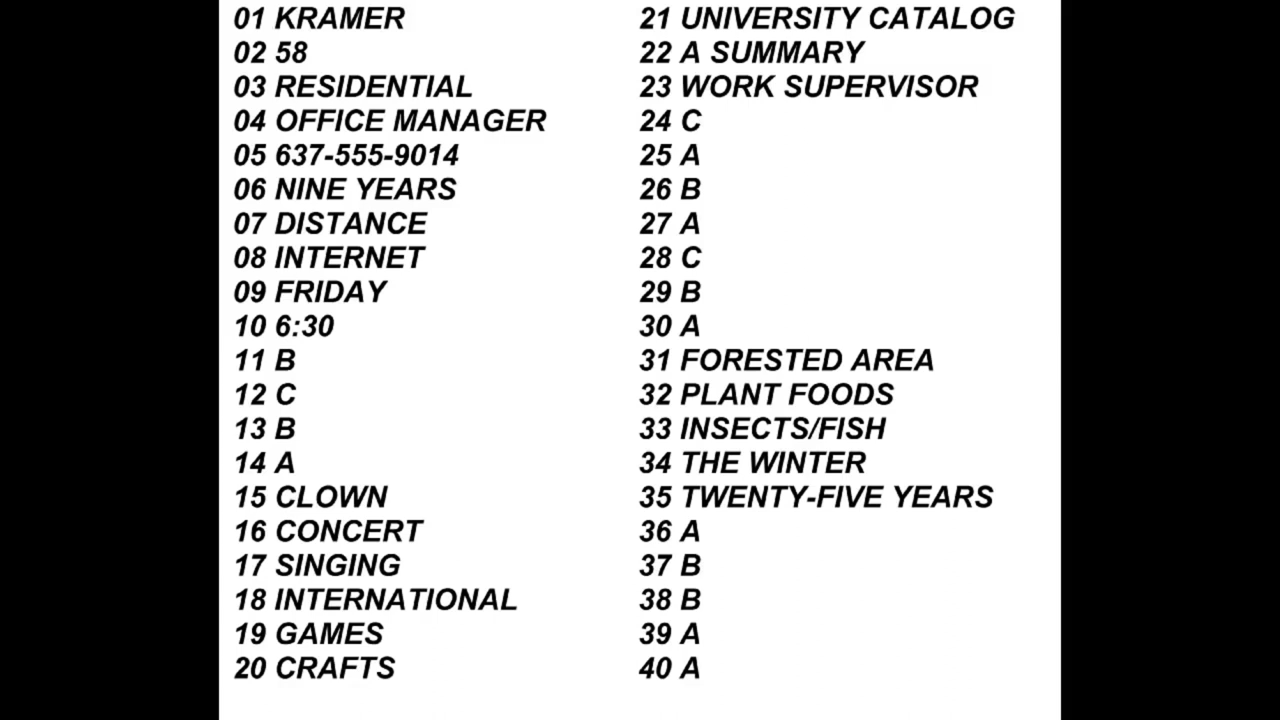 01 KRAMER
02 58
03 RESIDENTIAL
04 OFFICE MANAGER
05 637-555-9014
06 NINE YEARS
07 DISTANCE
08 INTERNET
09 FRIDAY
10 6:30
11 B
12 C
13 B
14 A
15 CLOWN
16 CONCERT
17 SINGING
18 INTERNATIONAL
19 GAMES
20 CRAFTS
21 UNIVERSITY CATALOG
22 A SUMMARY
23 WORK SUPERVISOR
24 C
25 A
26 B
27 A
28 C
29 B
30 A
31 FORESTED AREA
32 PLANT FOODS
33 INSECTS/FISH
34 THE WINTER
35 TWENTY-FIVE YEARS
36 A
37 B
38 B
39 A
40 A